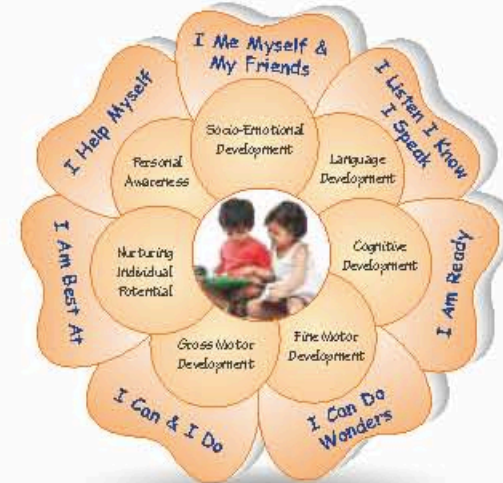 I Me Myself &
My Friends
Socio-Emotional
Development
I Listen I Know
I Speak
Language
Development
I Am Ready
Cognitive
Development
I Can Do
Wonders
Fine Motor
Development
I Can & I Do
Gross Motor
Development
I Am Best At
Nurturing
Individual
Potential
I Help Myself
Personal
Awareness